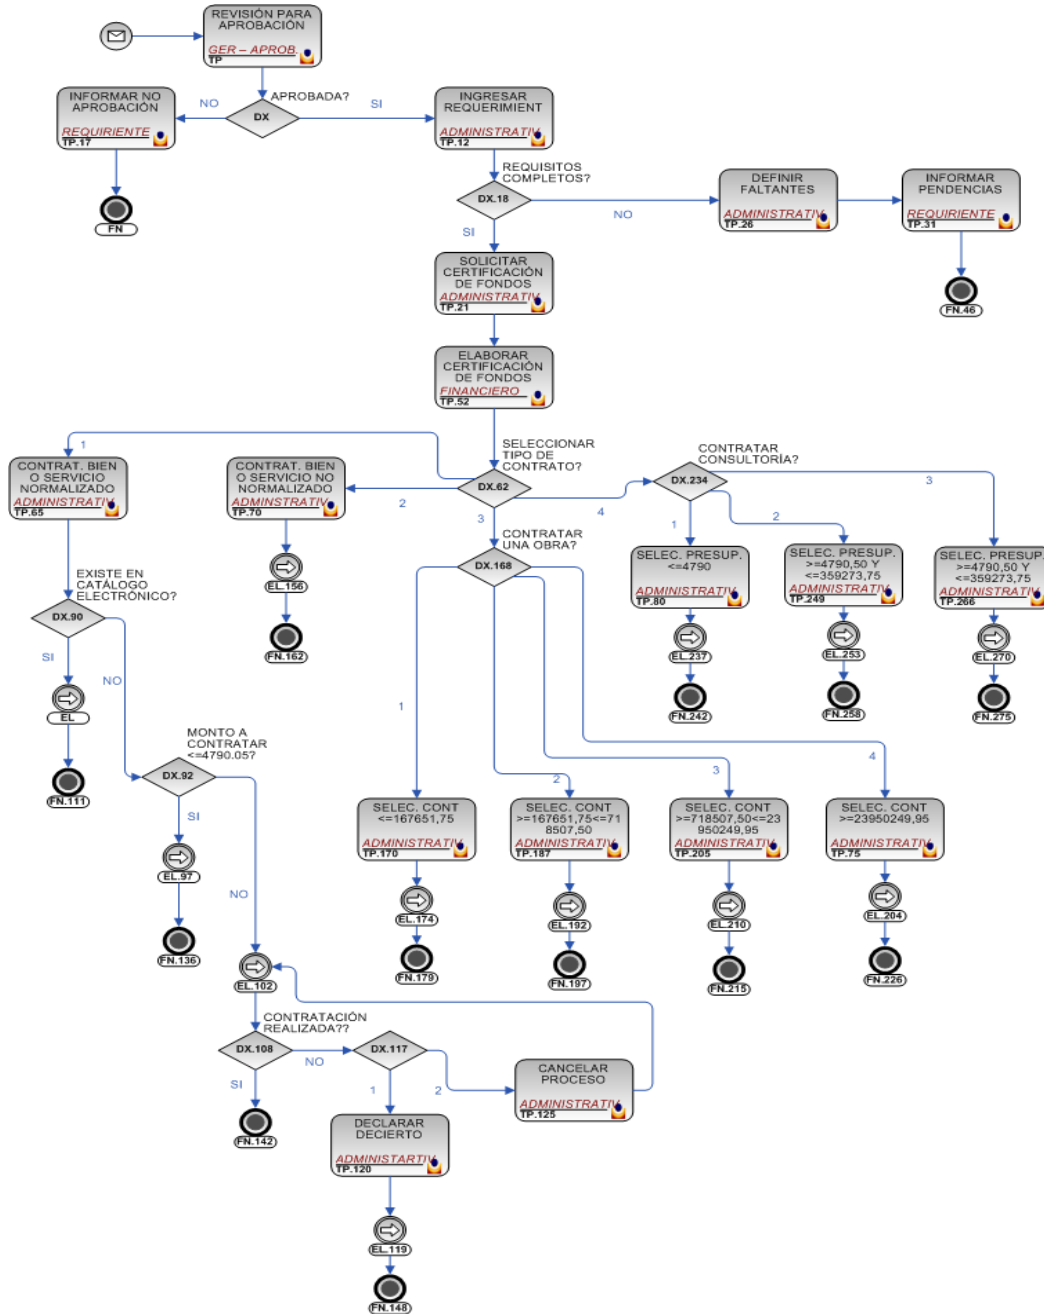 REVISIÓN PARA
APROBACIÓN
GER – APROB.
TP
APROBADA?
DX
NO
SI
INFORMAR NO
APROBACIÓN
REQUIRIENTE
TP.17
FN
INGRESAR
REQUERIMIENT
ADMINISTRATIV
TP.12
REQUISITOS
COMPLETOS?
DX.18
NO
SI
DEFINIR
FALTANTES
ADMINISTRATIV
TP.26
INFORMAR
PENDENCIAS
REQUIRIENTE
TP.31
FN.46
SOLICITAR
CERTIFICACIÓN
DE FONDOS
ADMINISTRATIV
TP.21
ELABORAR
CERTIFICACIÓN
DE FONDOS
FINANCIERO
TP.52
SELECCIONAR
TIPO DE
CONTRATO?
DX.62
1
2
3
4
CONTRAT. BIEN
O SERVICIO
NORMALIZADO
ADMINISTRATIV
TP.65
CONTRAT. BIEN
O SERVICIO NO
NORMALIZADO
ADMINSTRATIV
TP.70
EL.156
FN.162
CONTRATAR
CONSULTORÍA?
DX.234
1
2
3
SELEC. PRESUP.
<=4790
ADMINISTRATIV
TP.80
EL.237
FN.242
SELEC. PRESUP.
>=4790,50 Y
<=359273,75
ADMINISTRATIV
TP.249
EL.253
FN.258
SELEC. PRESUP.
>=4790,50 Y
<=359273,75
ADMINISTRATIV
TP.266
EL.270
FN.275
CONTRATAR
UNA OBRA?
DX.168
1
2
3
4
EXISTE EN
CATÁLOGO
ELECTRÓNICO?
DX.90
SI
NO
EL
FN.111
MONTO A
CONTRATAR
<=4790.05?
DX.92
SI
NO
EL.97
FN.136
SELEC. CONT
<=167651,75
ADMINISTRATIV
TP.170
EL.174
FN.179
SELEC. CONT
>=167651,75<=71
8507,50
ADMINISTRATIV
TP.187
EL.192
FN.197
SELEC. CONT
>=718507,50<=23
950249,95
ADMINISTRATIV
TP.205
EL.210
FN.215
SELEC. CONT
>=23950249,95
ADMINISTRATIV
TP.75
EL.204
FN.226
EL.102
CONTRATACIÓN
REALIZADA??
DX.108
NO
SI
FN.142
DX.117
1
2
CANCELAR
PROCESO
ADMINISTRATIV
TP.125
DECLARAR
DECIERTO
ADMINISTARTIV
TP.120
EL.119
FN.148